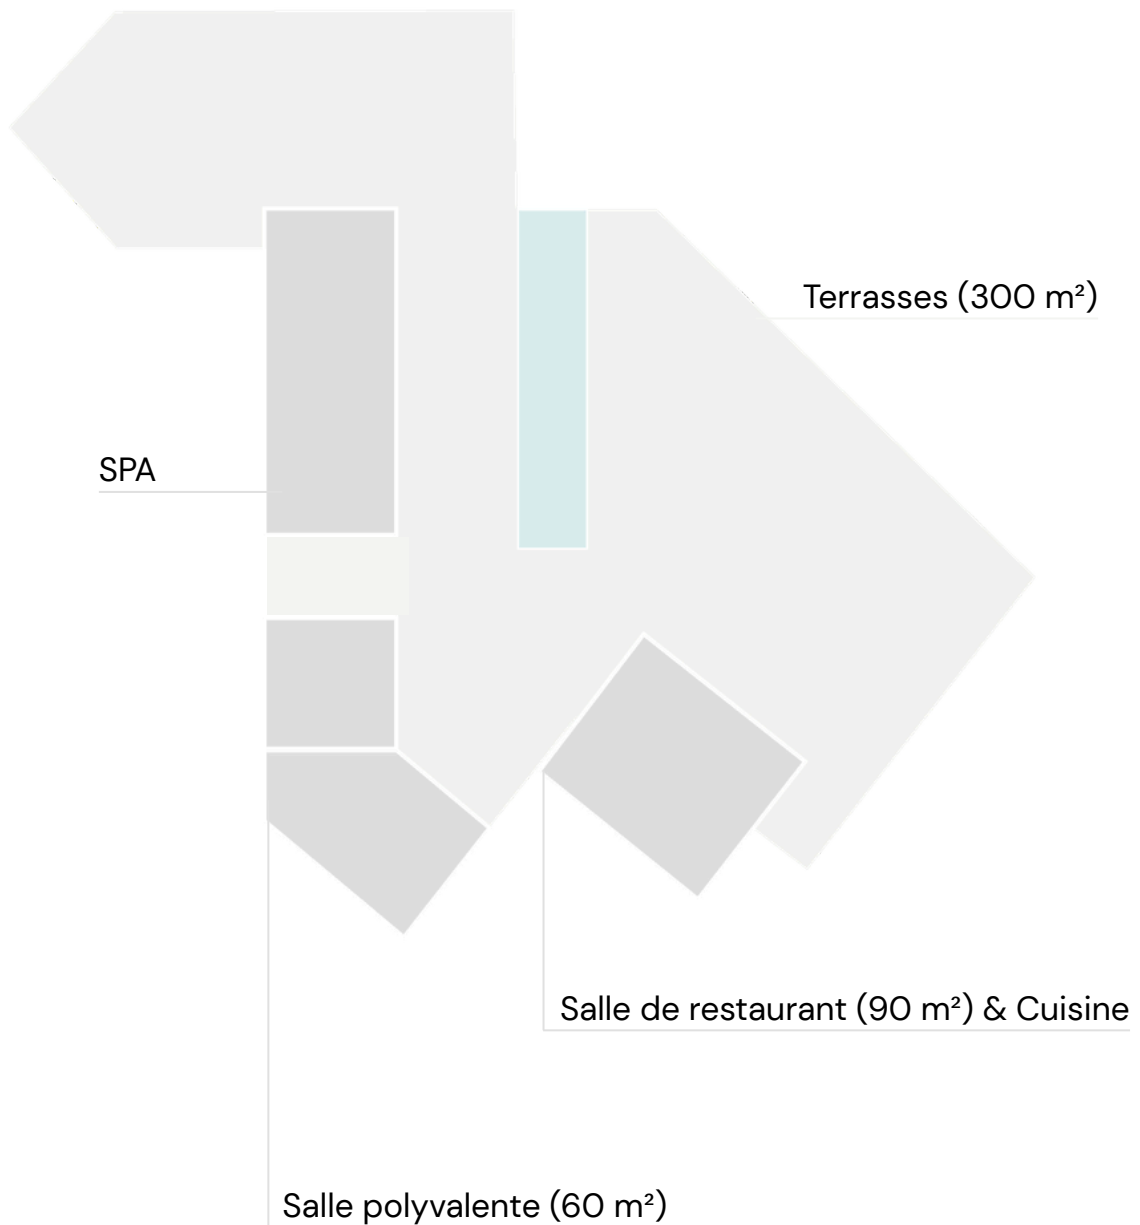 Terrasses (300 m²)
SPA
Salle de restaurant (90 m²) & Cuisine
Salle polyvalente (60 m²)